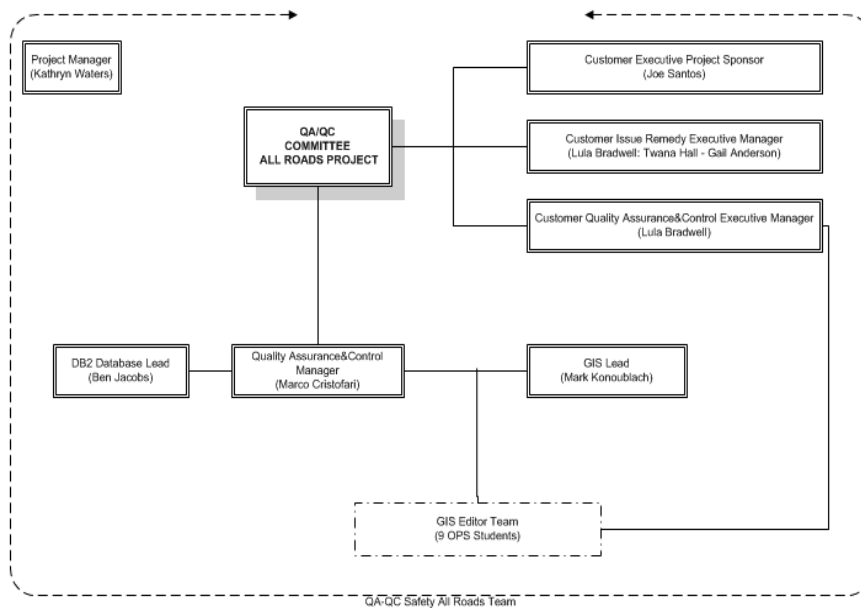 Project Manager
(Kathryn Waters)
Customer Executive Project Sponsor
(Joe Santos)
QA/QC
COMMITTEE
ALL ROADS PROJECT
Customer Issue Remedy Executive Manager
(Lula Bradwell: Twana Hall - Gail Anderson)
Customer Quality Assurance&Control Executive Manager
(Lula Bradwell)
DB2 Database Lead
(Ben Jacobs)
Quality Assurance&Control
Manager
(Marco Cristofari)
GIS Lead
(Mark Konoublach)
GIS Editor Team
(9 OPS Students)
QA-QC Safety All Roads Team